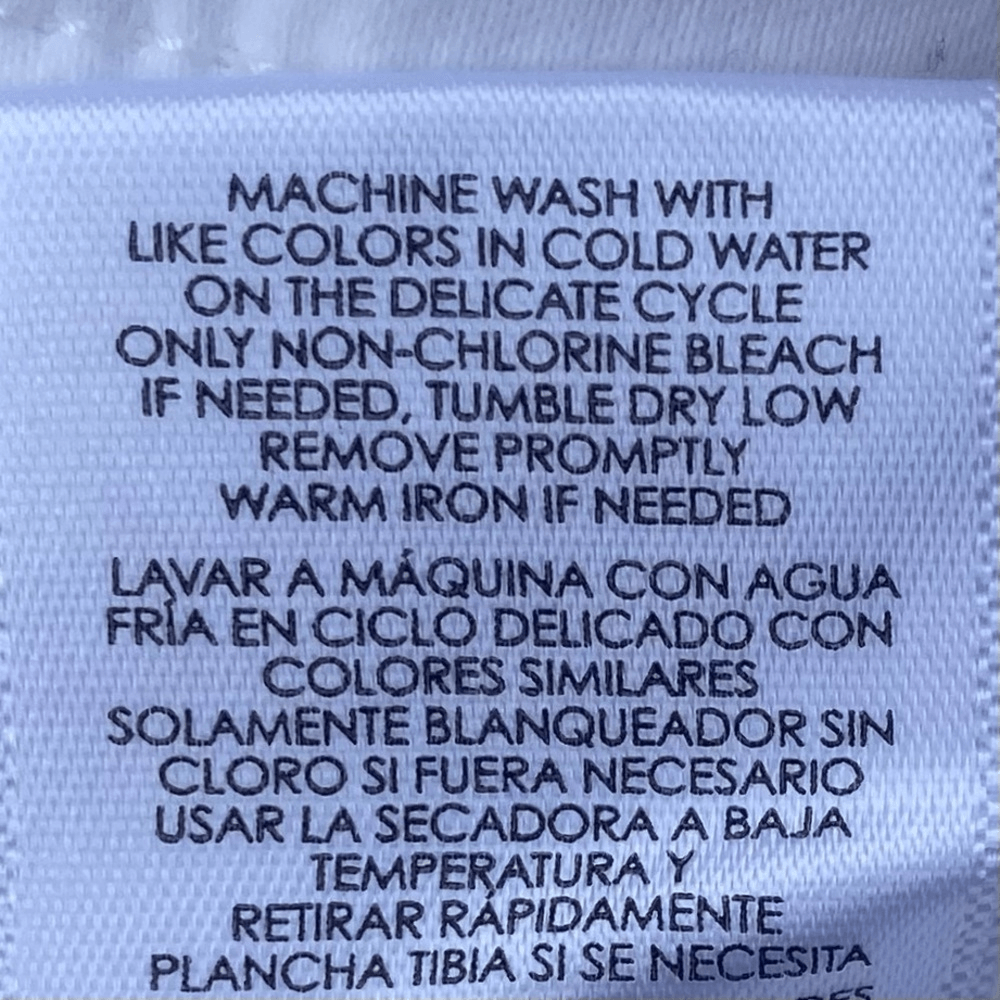 MACHINE WASH WITH
LIKE COLORS IN COLD WATER
ON THE DELICATE CYCLE
ONLY NON-CHLORINE BLEACH
IF NEEDED, TUMBLE DRY LOW
REMOVE PROMPTLY
WARM IRON IF NEEDED
LAVAR A MÁQUINA CON AGUA
FRÍA EN CICLO DELICADO CON
COLORES SIMILARES
SOLAMENTE BLANQUEADOR SIN
CLORO SI FUERA NECESARIO
USAR LA SECADORA A BAJA
TEMPERATURA Y
RETIRAR RÁPIDAMENTE
PLANCHA TIBIA SI SE NECESITA